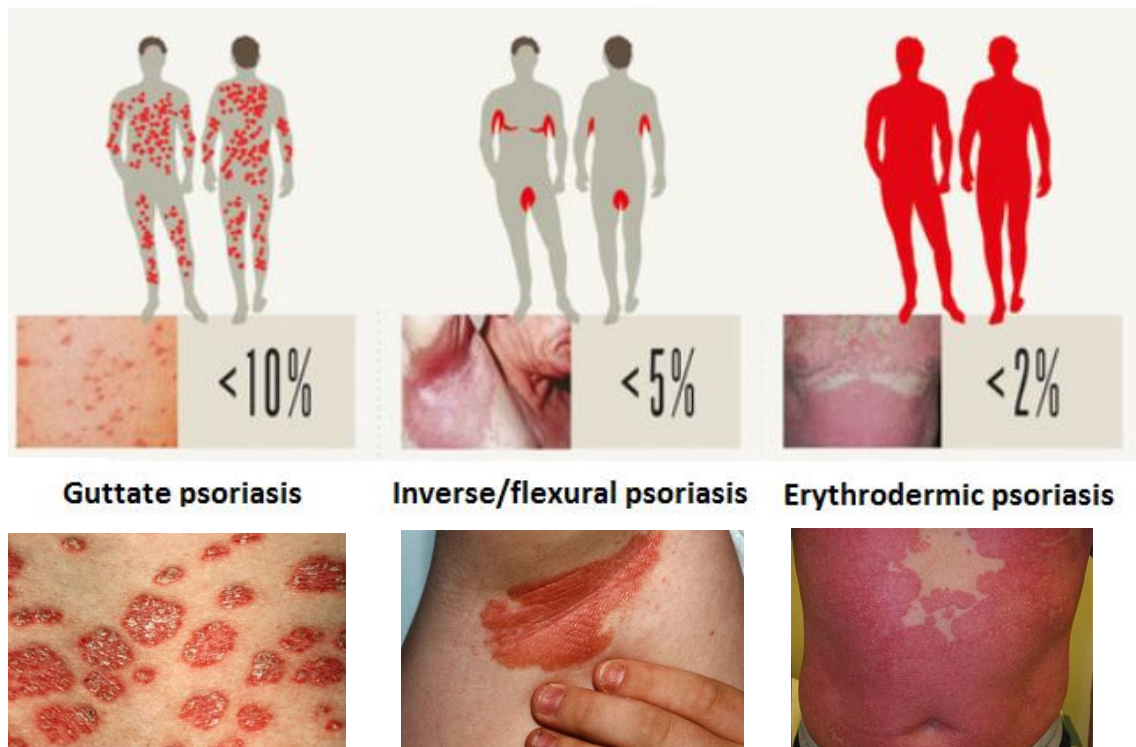 <10%
<5%
<2%
Guttate psoriasis
Inverse/flexural psoriasis
Erythrodermic psoriasis